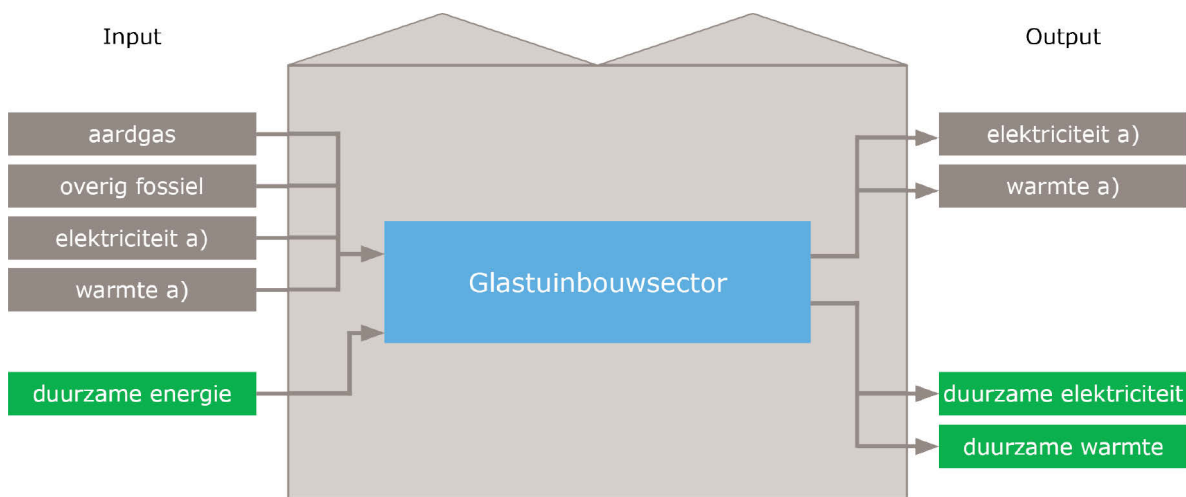 Input
Output
aardgas
overig fossiel
elektriciteit a)
warmte a)
duurzame energie
Glastuinbouwsector
elektriciteit a)
warmte a)
duurzame elektriciteit
duurzame warmte